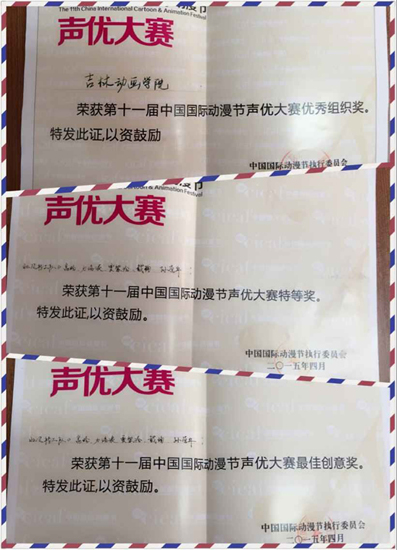 The 11th China International Cartoon & Animation Festival
声优大赛
吉林动画学院
荣获第十一届中国国际动漫节声优大赛优秀组织奖。
特发此证,以资鼓励
中国国际动漫节执行委员会
声优大赛
荣获第十一届中国国际动漫节声优大赛特等奖。
特发此证,以资鼓励。
中国国际动漫节执行委员会
二〇一五年四月
声优大赛
荣获第十一届中国国际动漫节声优大赛最佳创意奖。
特发此证,以资鼓励。
中国国际动漫节执行委员会
二〇一五年四月